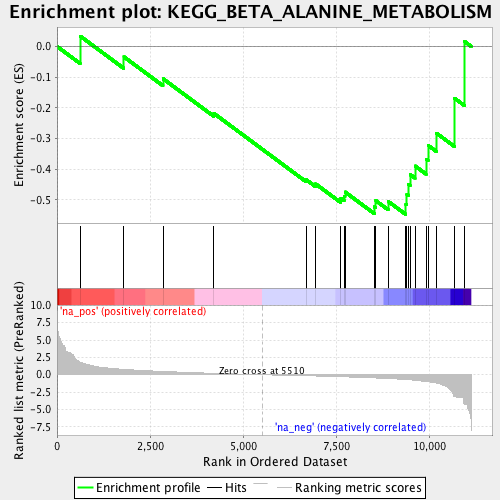 Enrichment plot: KEGG_BETA_ALANINE_METABOLISM
Enrichment score (ES)
0.0
-0.1
-0.2
-0.3
-0.4
-0.5
Ranked list metric (PreRanked)
10.0
7.5
5.0
2.5
0.0
-2.5
-5.0
-7.5
'na_pos' (positively correlated)
Zero cross at 5510
'na_neg' (negatively correlated)
0
2,500
5,000
7,500
10,000
Rank in Ordered Dataset
Enrichment profile
Hits
Ranking metric scores